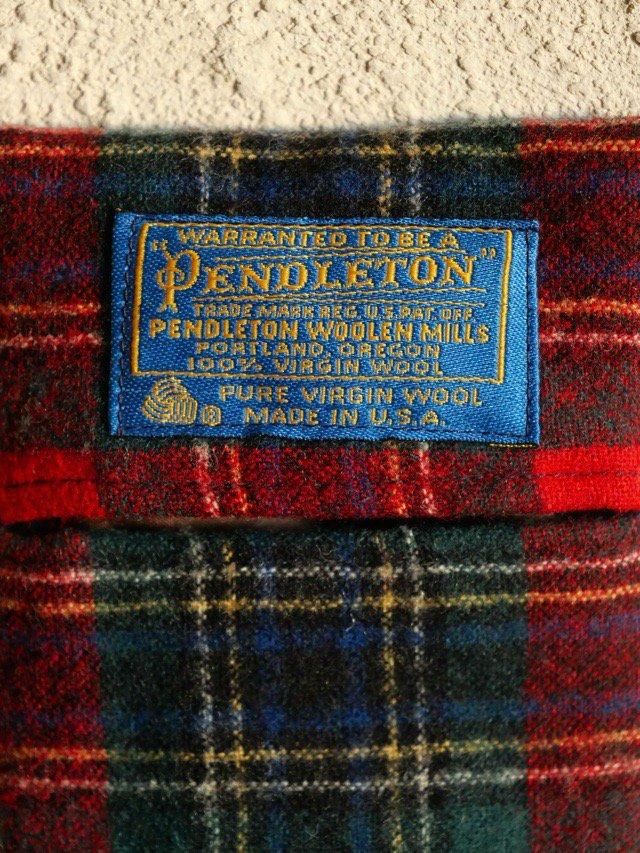 WARRANTED TO BE A
"PENDLETON"
TRADE MARK REG. U.S. PAT. OFF.
PENDLETON WOOLEN MILLS
PORTLAND, OREGON
100% VIRGIN WOOL
® PURE VIRGIN WOOL
MADE IN U.S.A.